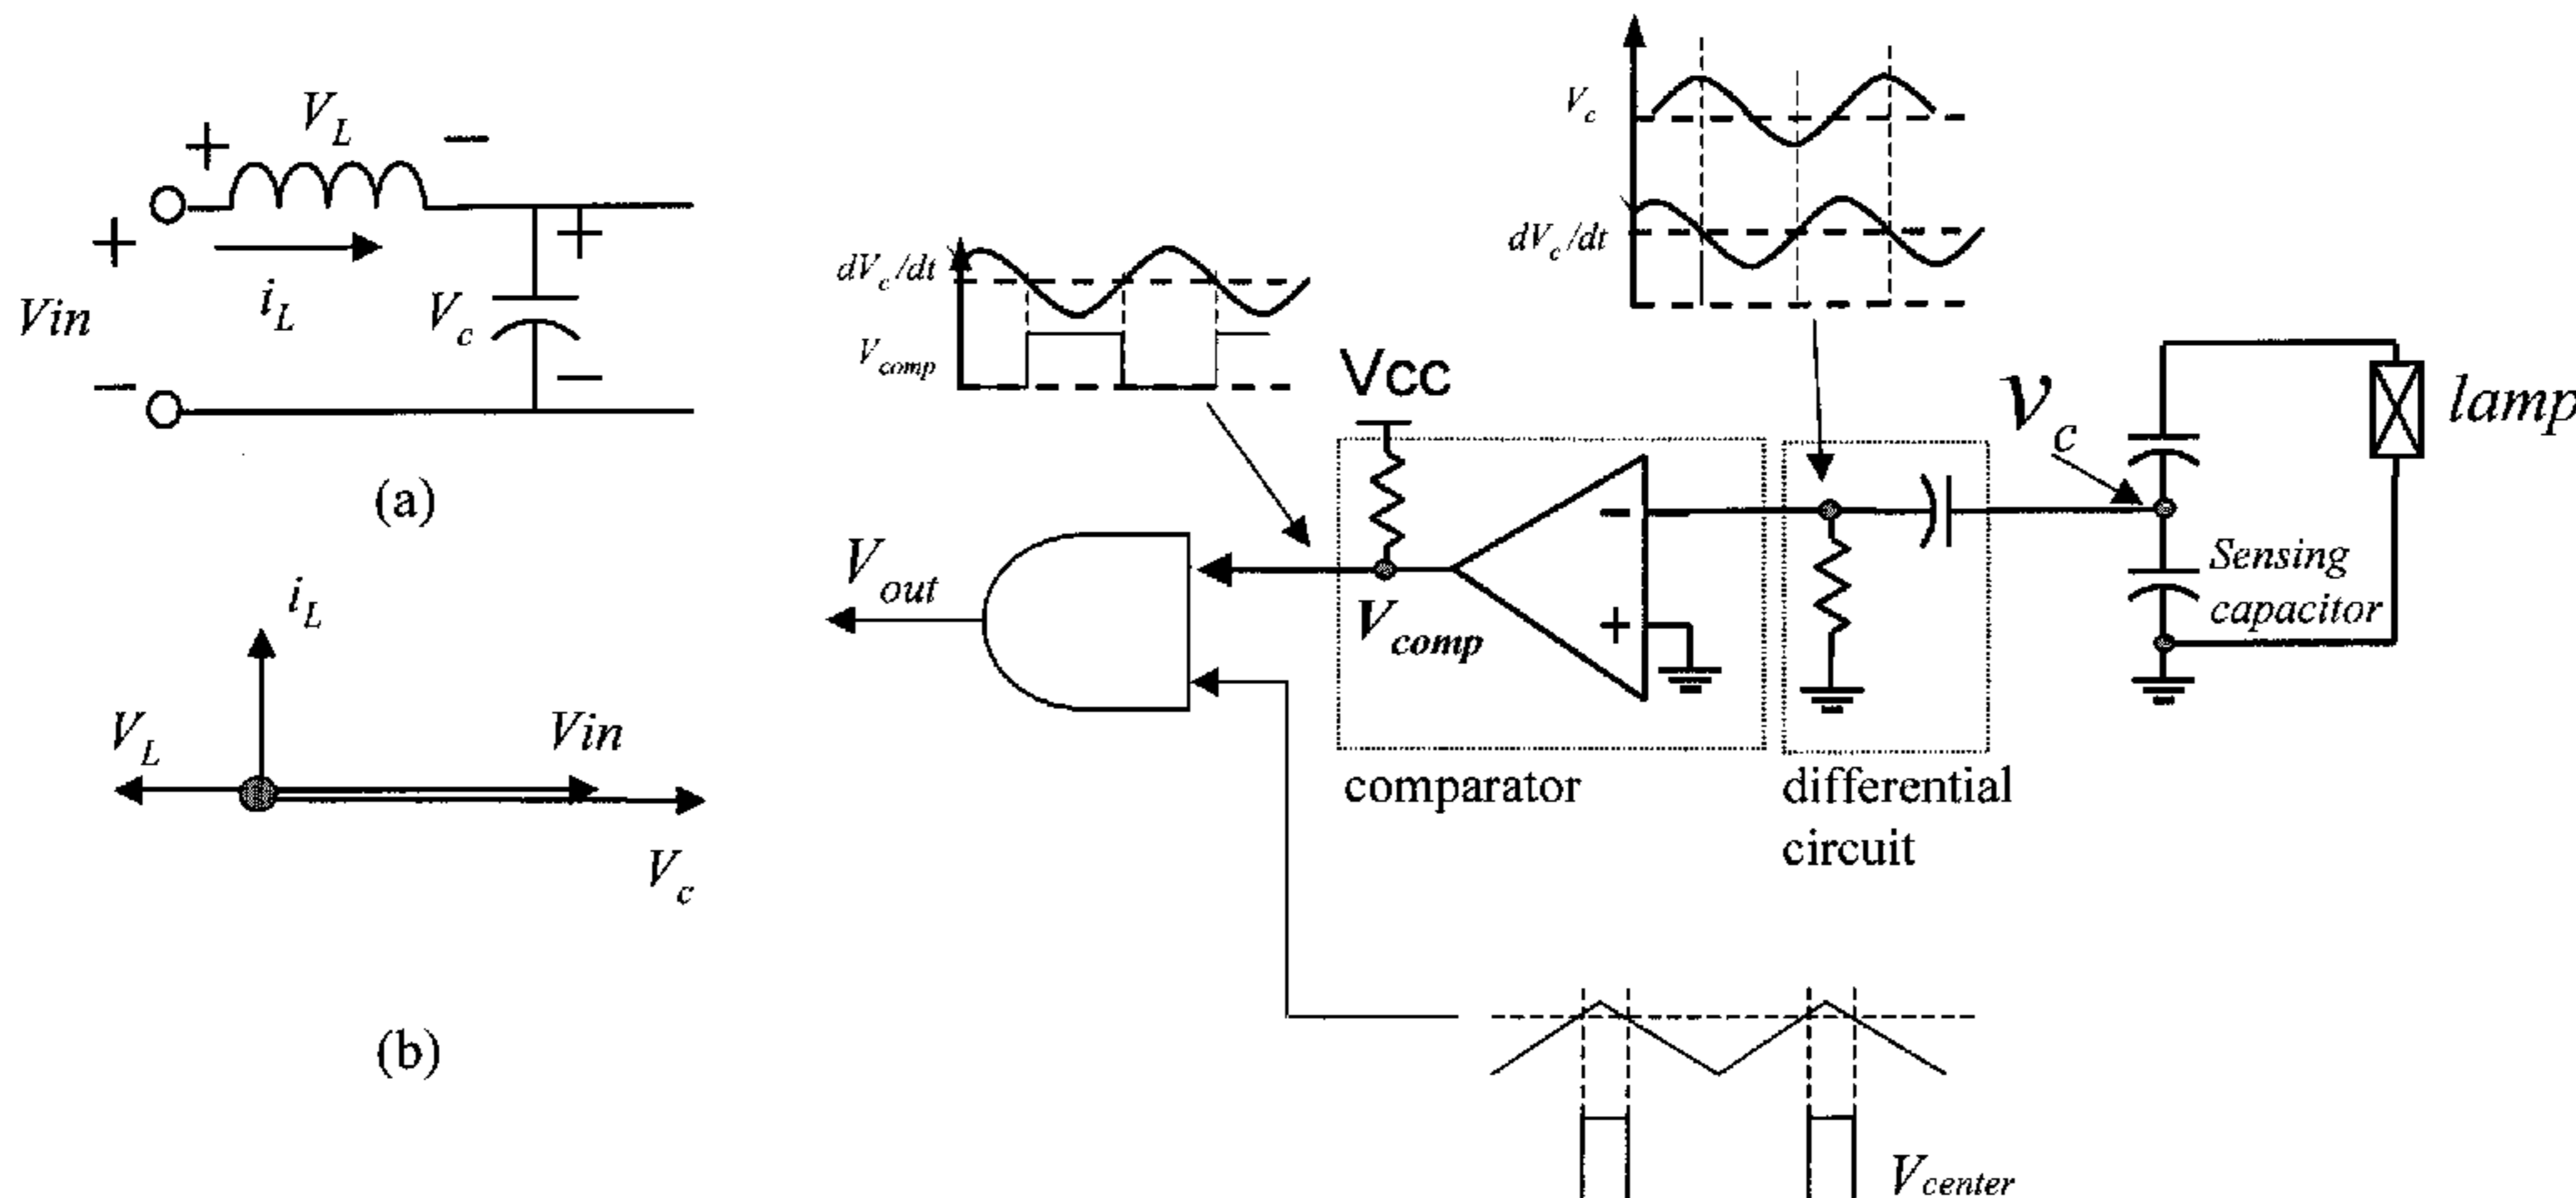 V_L
+ −
+
+
Vin
i_L
V_c
−
−
(a)
i_L
V_L
Vin
V_c
(b)
V_c
dV_c/dt
dV_c/dt
V_comp
Vcc
v_c
lamp
Sensing
capacitor
−
+
V_out
V_comp
comparator
differential
circuit
V_center